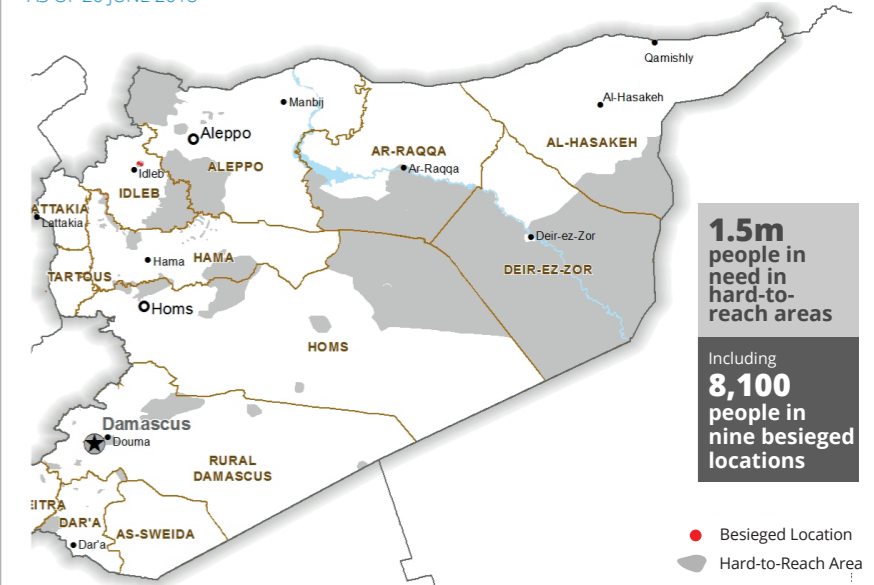 Qamishly
Al-Hasakeh
Manbij
Aleppo
AL-HASAKEH
AR-RAQQA
ALEPPO
Ar-Raqqa
Idleb
IDLEB
ATTAKIA
Lattakia
Deir-ez-Zor
HAMA
Hama
DEIR-EZ-ZOR
TARTOUS
Homs
HOMS
Damascus
Douma
RURAL
DAMASCUS
EITRA
DAR'A
AS-SWEIDA
Dar'a
1.5m
people in
need in
hard-to-
reach areas
Including
8,100
people in
nine besieged
locations
Besieged Location
Hard-to-Reach Area